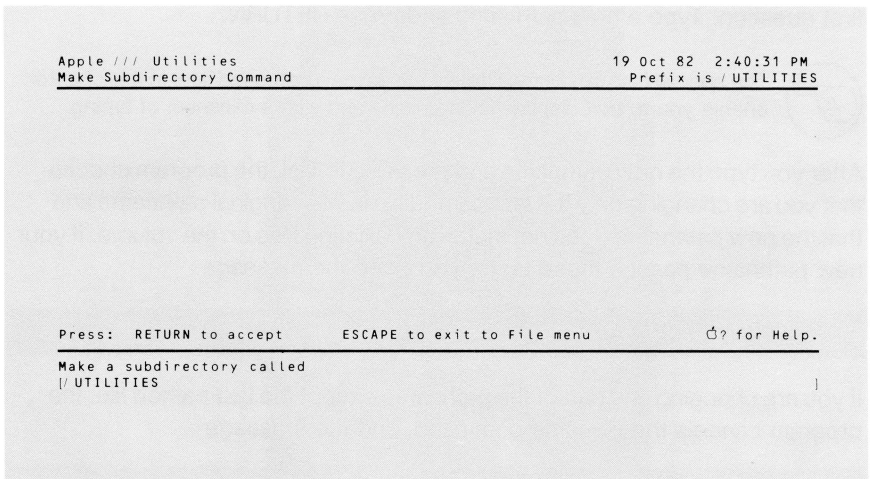 Apple /// Utilities 19 Oct 82 2:40:31 PM
Make Subdirectory Command Prefix is /UTILITIES
Press: RETURN to accept ESCAPE to exit to File menu ? for Help.
Make a subdirectory called
[/UTILITIES ]